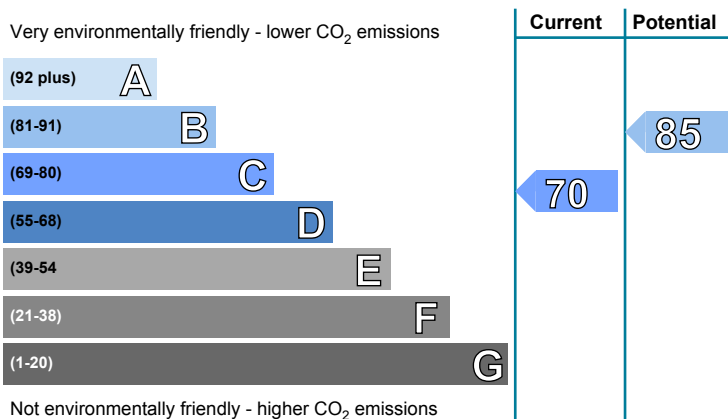 Current Potential
Very environmentally friendly - lower CO2 emissions
(92 plus) A
(81-91) B
85
(69-80) C
70
(55-68) D
(39-54 E
(21-38) F
(1-20) G
Not environmentally friendly - higher CO2 emissions